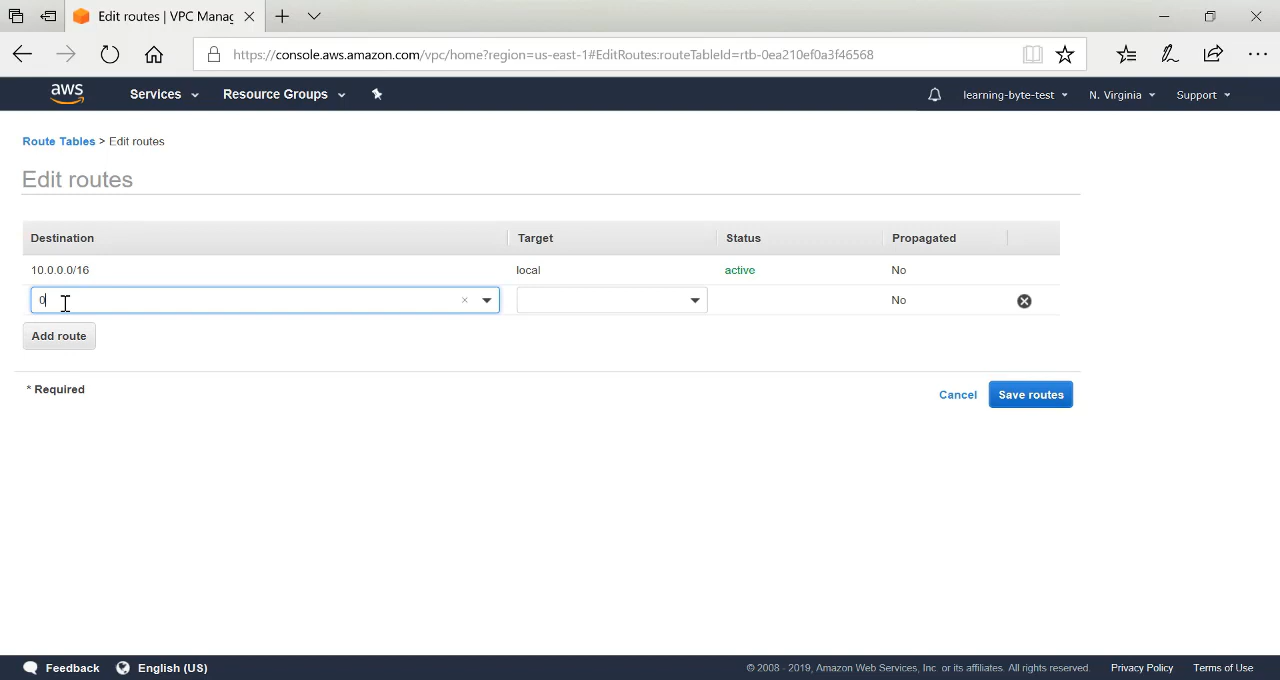 Edit routes | VPC Manag
https://console.aws.amazon.com/vpc/home?region=us-east-1#EditRoutes:routeTableId=rtb-0ea210ef0a3f46568
aws Services Resource Groups learning-byte-test N. Virginia Support
Route Tables > Edit routes
Edit routes
Destination Target Status Propagated
10.0.0.0/16 local active No
0 No
Add route
* Required
Cancel Save routes
Feedback English (US) © 2008 - 2019, Amazon Web Services, Inc. or its affiliates. All rights reserved. Privacy Policy Terms of Use